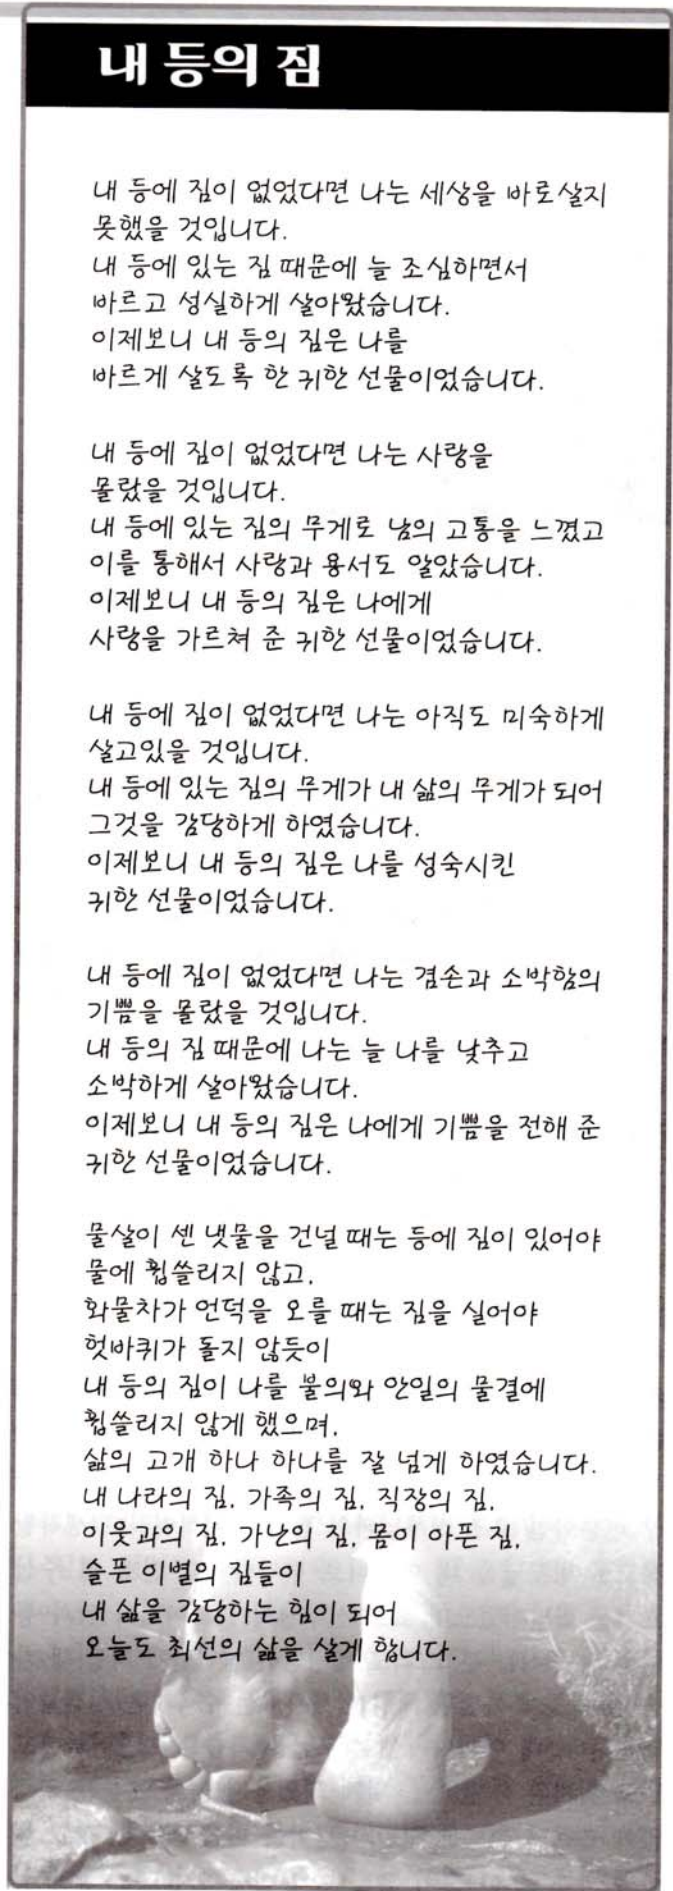 내 등의 짐
내 등에 짐이 없었다면 나는 세상을 바로살지
못했을 것입니다.
내 등에 있는 짐 때문에 늘 조심하면서
바르고 성실하게 살아왔습니다.
이제보니 내 등의 짐은 나를
바르게 살도록 한 귀한 선물이었습니다.
내 등에 짐이 없었다면 나는 사랑을
몰랐을 것입니다.
내 등에 있는 짐의 무게로 남의 고통을 느꼈고
이를 통해서 사랑과 용서도 알았습니다.
이제보니 내 등의 짐은 나에게
사랑을 가르쳐 준 귀한 선물이었습니다.
내 등에 짐이 없었다면 나는 아직도 미숙하게
살고있을 것입니다.
내 등에 있는 짐의 무게가 내 삶의 무게가 되어
그것을 감당하게 하였습니다.
이제보니 내 등의 짐은 나를 성숙시킨
귀한 선물이었습니다.
내 등에 짐이 없었다면 나는 겸손과 소박함의
기쁨을 몰랐을 것입니다.
내 등의 짐 때문에 나는 늘 나를 낮추고
소박하게 살아왔습니다.
이제보니 내 등의 짐은 나에게 기쁨을 전해 준
귀한 선물이었습니다.
물살이 센 냇물을 건널 때는 등에 짐이 있어야
물에 휩쓸리지 않고,
화물차가 언덕을 오를 때는 짐을 실어야
헛바퀴가 돌지 않듯이
내 등의 짐이 나를 불의와 안일의 물결에
휩쓸리지 않게 했으며,
삶의 고개 하나 하나를 잘 넘게 하였습니다.
내 나라의 짐, 가족의 짐, 직장의 짐,
이웃과의 짐, 가난의 짐, 몸이 아픈 짐,
슬픈 이별의 짐들이
내 삶을 감당하는 힘이 되어
오늘도 최선의 삶을 살게 합니다.